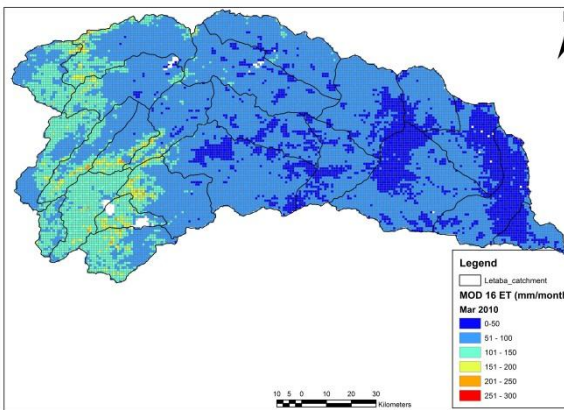 Legend
Letaba_catchment
MOD 16 ET (mm/month
Mar 2010
0-50
51 - 100
101 - 150
151 - 200
201 - 250
251 - 300
10 5 0 10 20 30
Kilometers